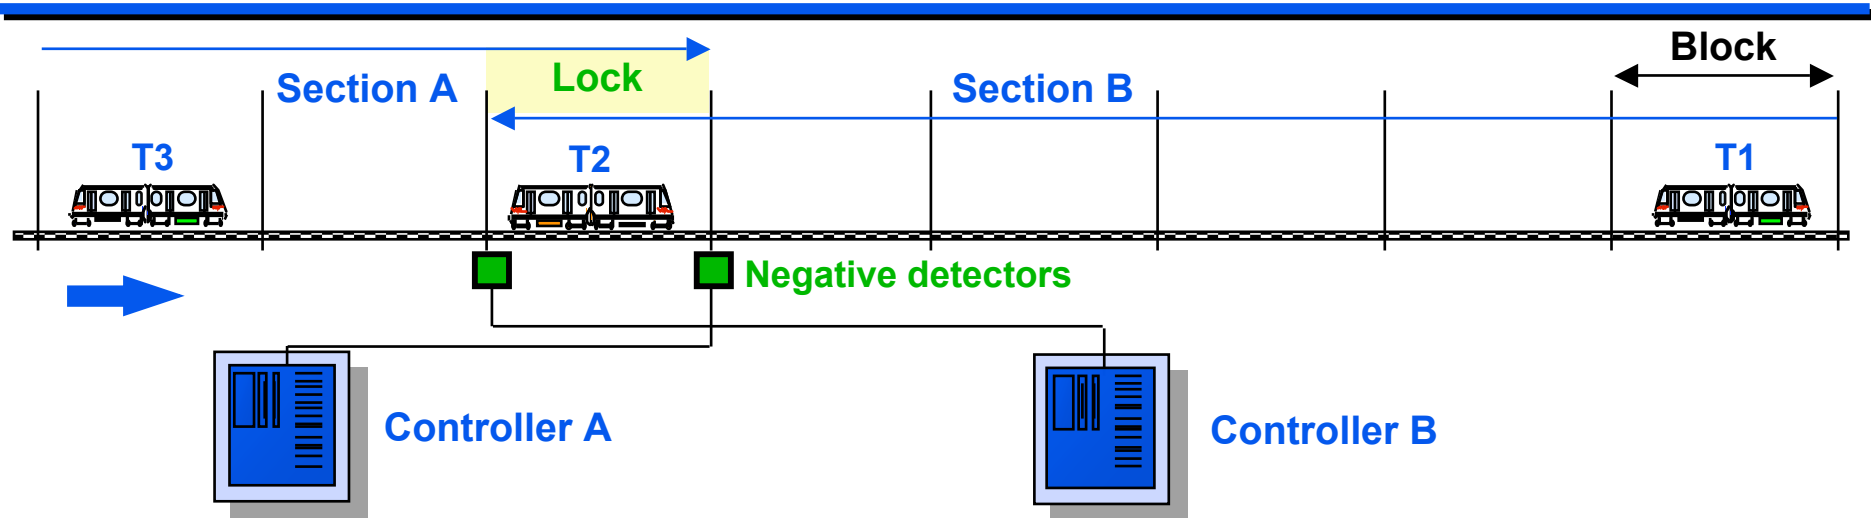 Block
Section A
Lock
Section B
T3
T2
T1
Negative detectors
Controller A
Controller B